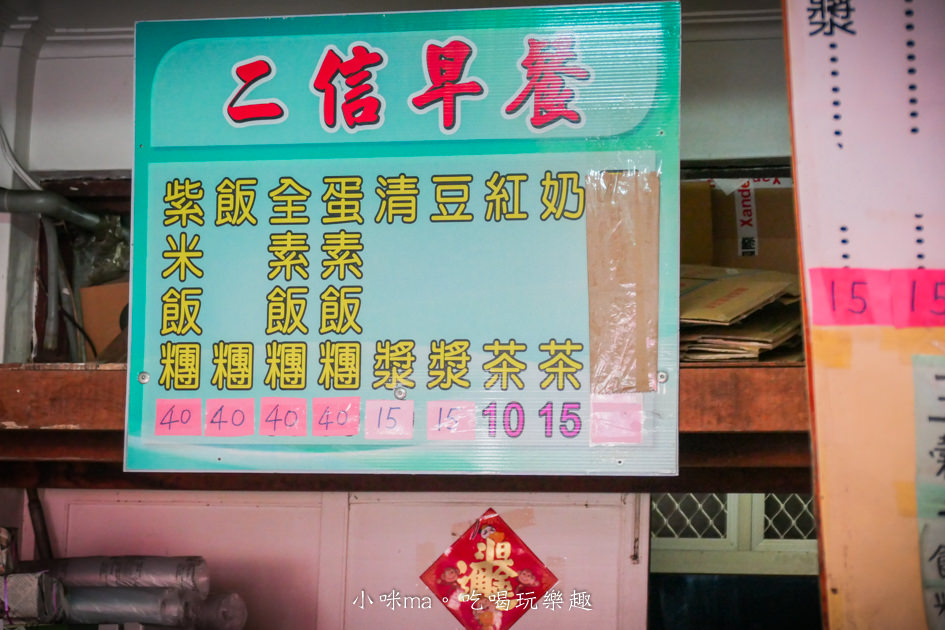 二信早餐
紫米飯糰
飯糰
全素飯糰
蛋素飯糰
清漿
豆漿
紅茶
奶茶
40
40
40
40
15
15
10
15
漿
15
15
Xande
小咪ma。吃喝玩樂趣